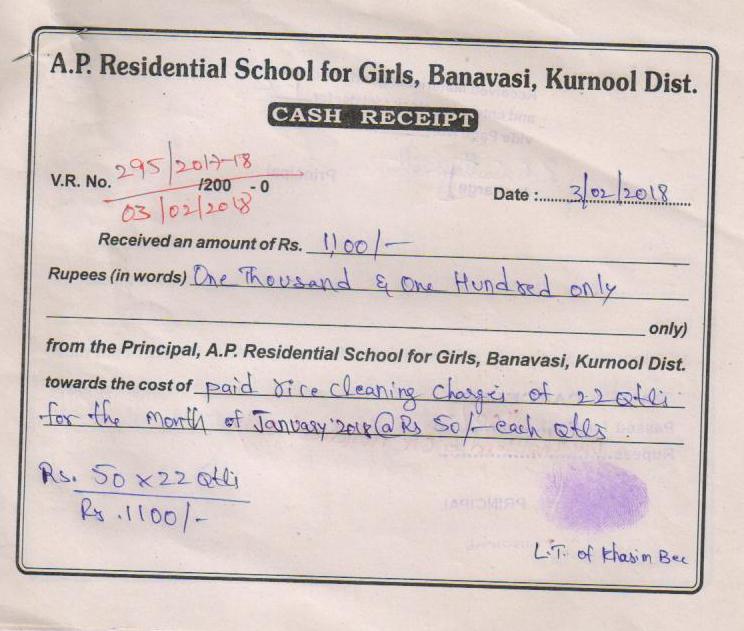 A.P. Residential School for Girls, Banavasi, Kurnool Dist.
CASH RECEIPT
295/2017-18
V.R. No. /200 - 0
03/02/2018
Date : 3/02/2018
Received an amount of Rs. 1100/-
Rupees (in words) One Thousand & One Hundred only
only)
from the Principal, A.P. Residential School for Girls, Banavasi, Kurnool Dist.
towards the cost of paid rice cleaning charges of 22 Qtls
for the month of January'2018 @ Rs 50/- each Qtls.
Rs. 50 x 22 Qtls
Rs. 1100/-
L.T. of Khasim Bee